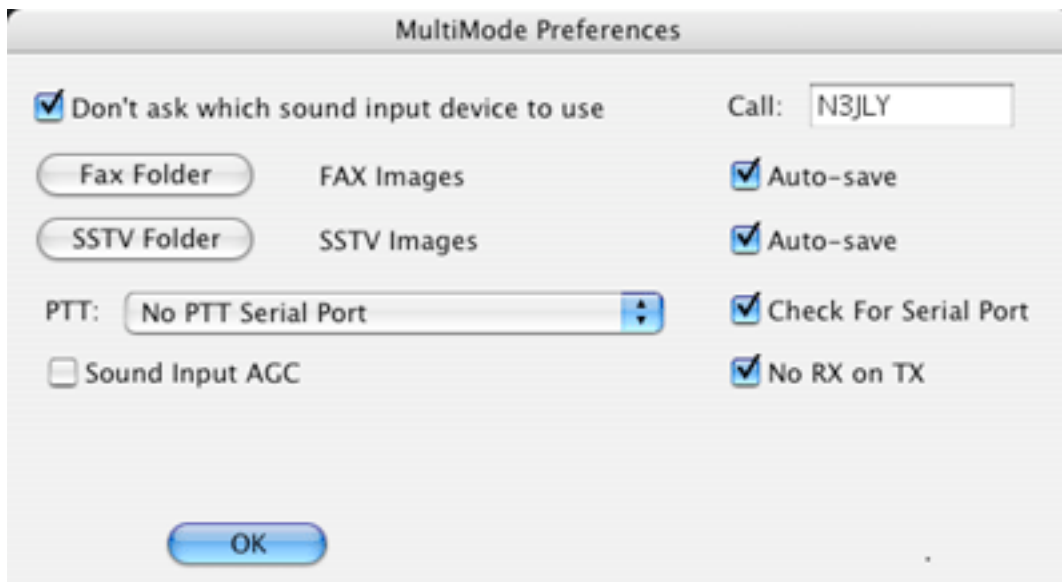 MultiMode Preferences
Don't ask which sound input device to use
Call: N3JLY
Fax Folder FAX Images Auto-save
SSTV Folder SSTV Images Auto-save
PTT: No PTT Serial Port Check For Serial Port
Sound Input AGC No RX on TX
OK